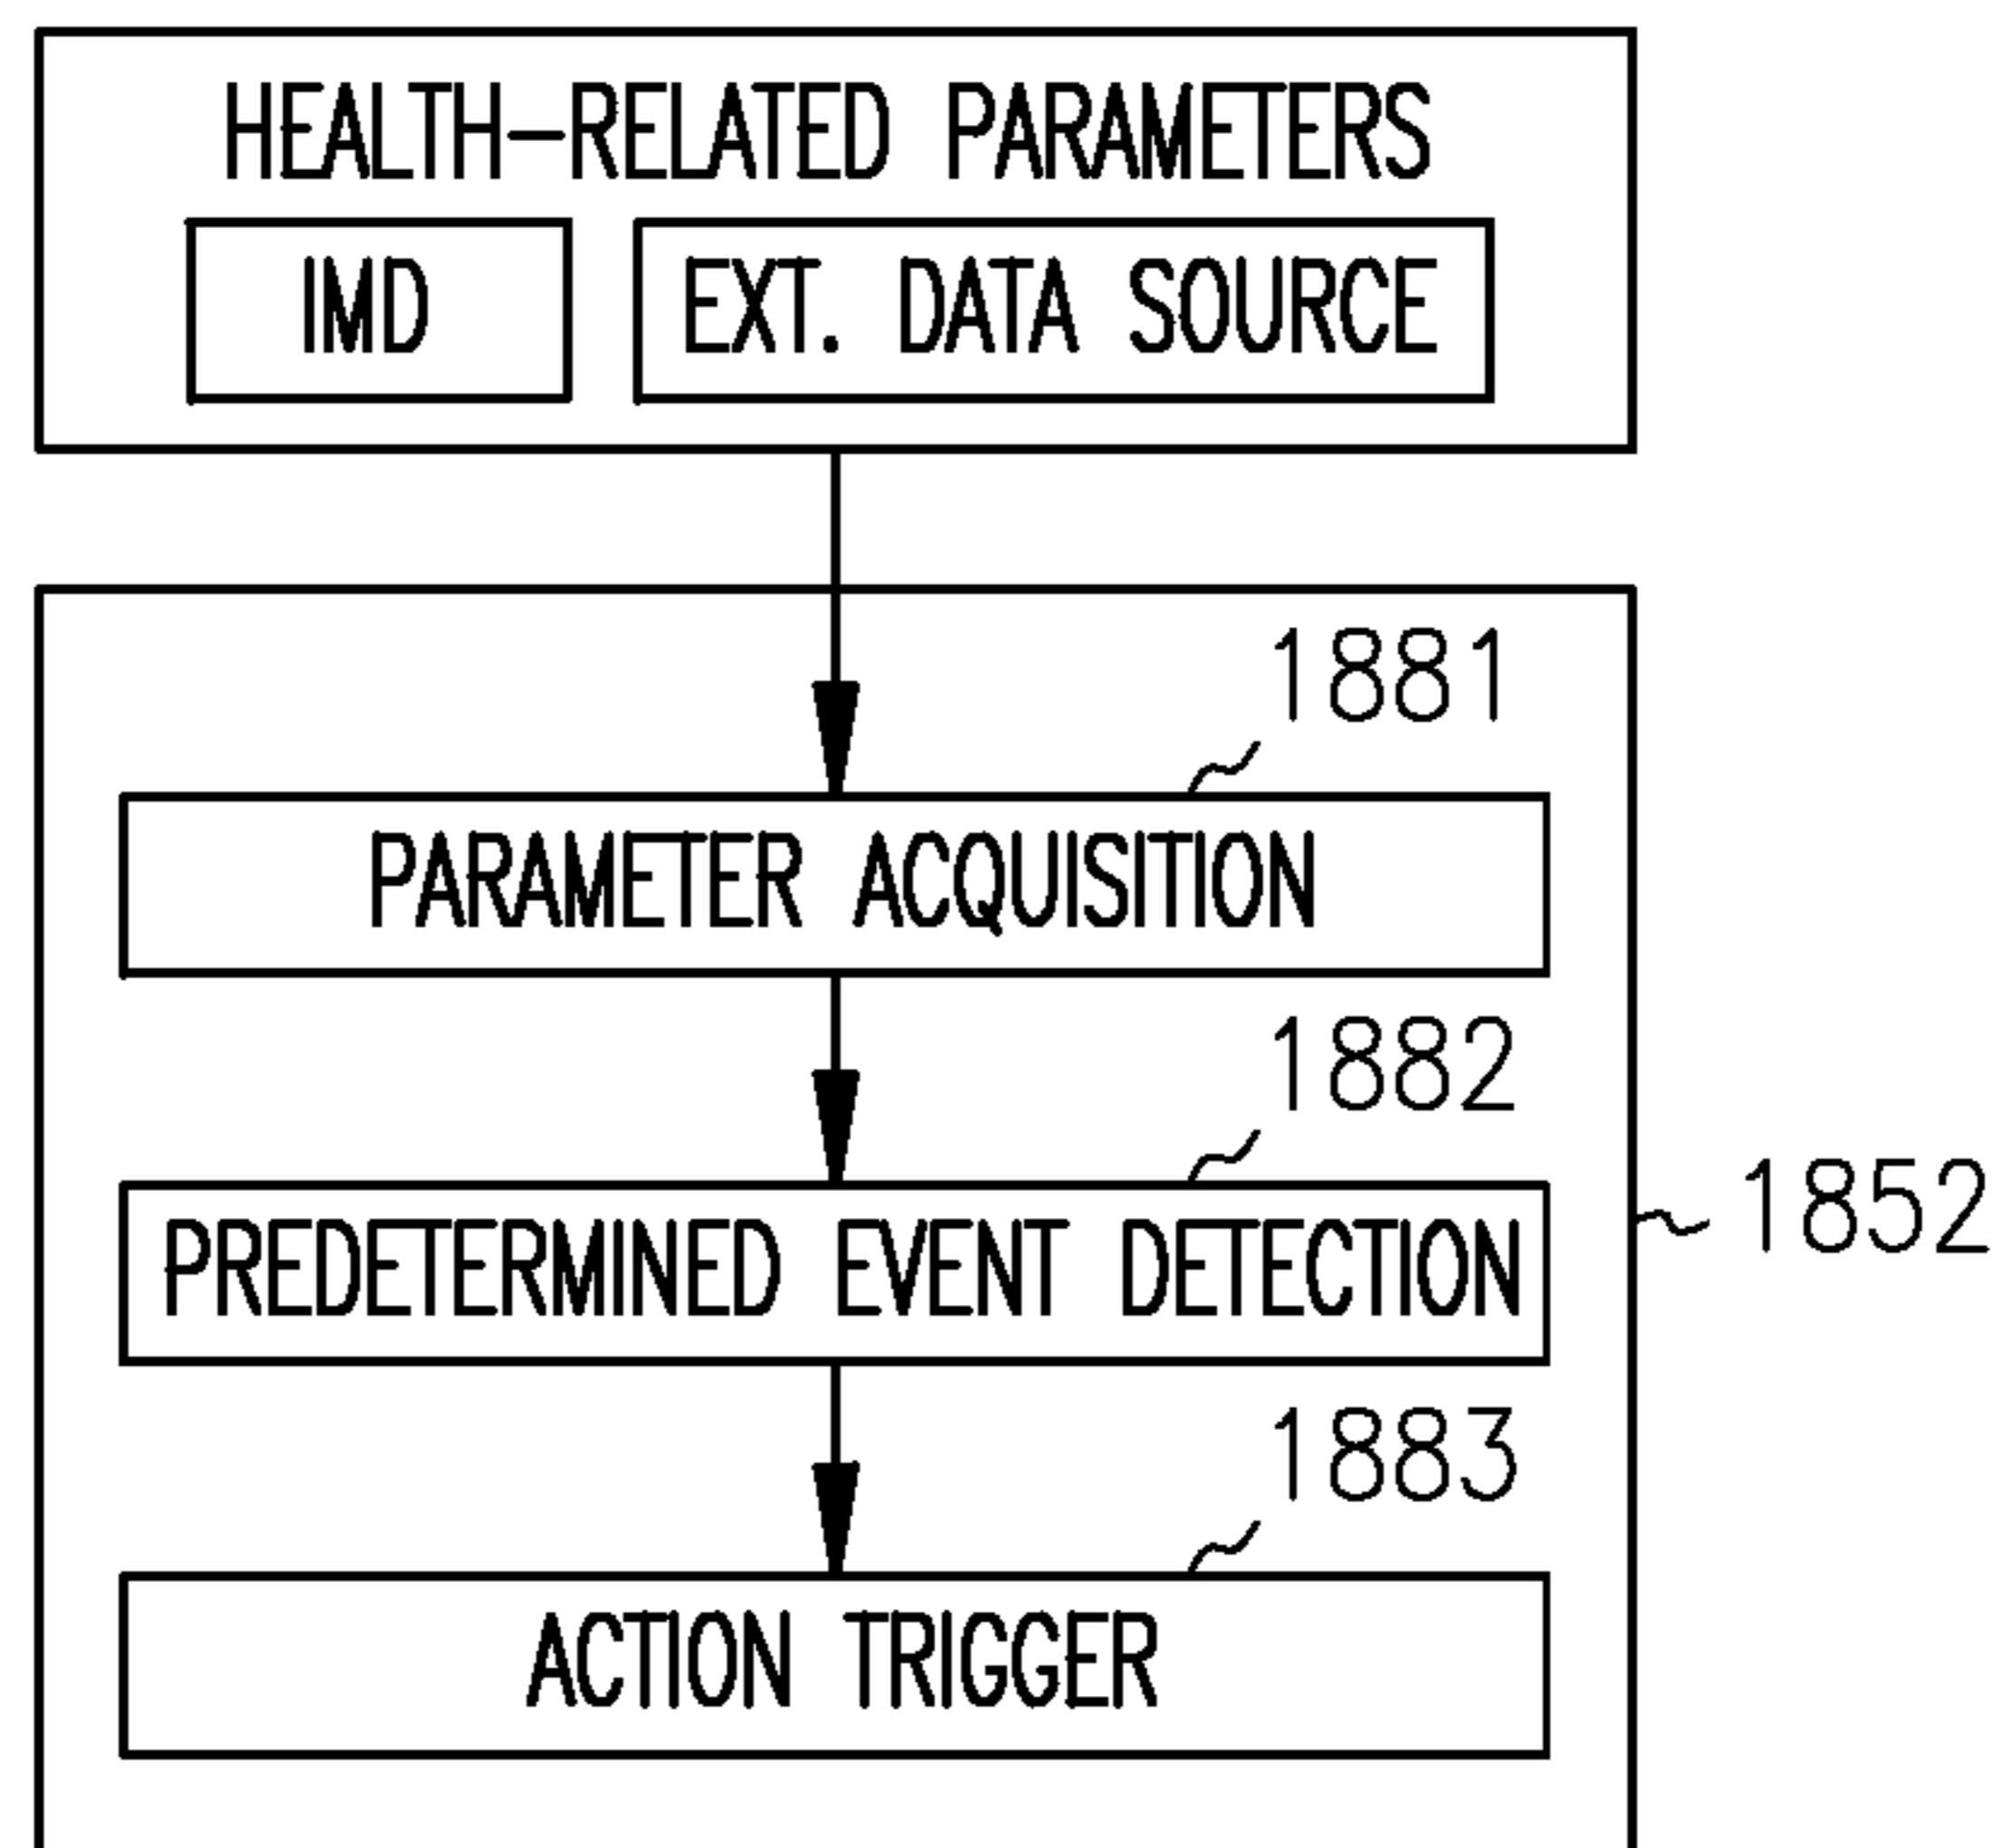 HEALTH-RELATED PARAMETERS
IMD
EXT. DATA SOURCE
1881
PARAMETER ACQUISITION
1882
PREDETERMINED EVENT DETECTION
1852
1883
ACTION TRIGGER